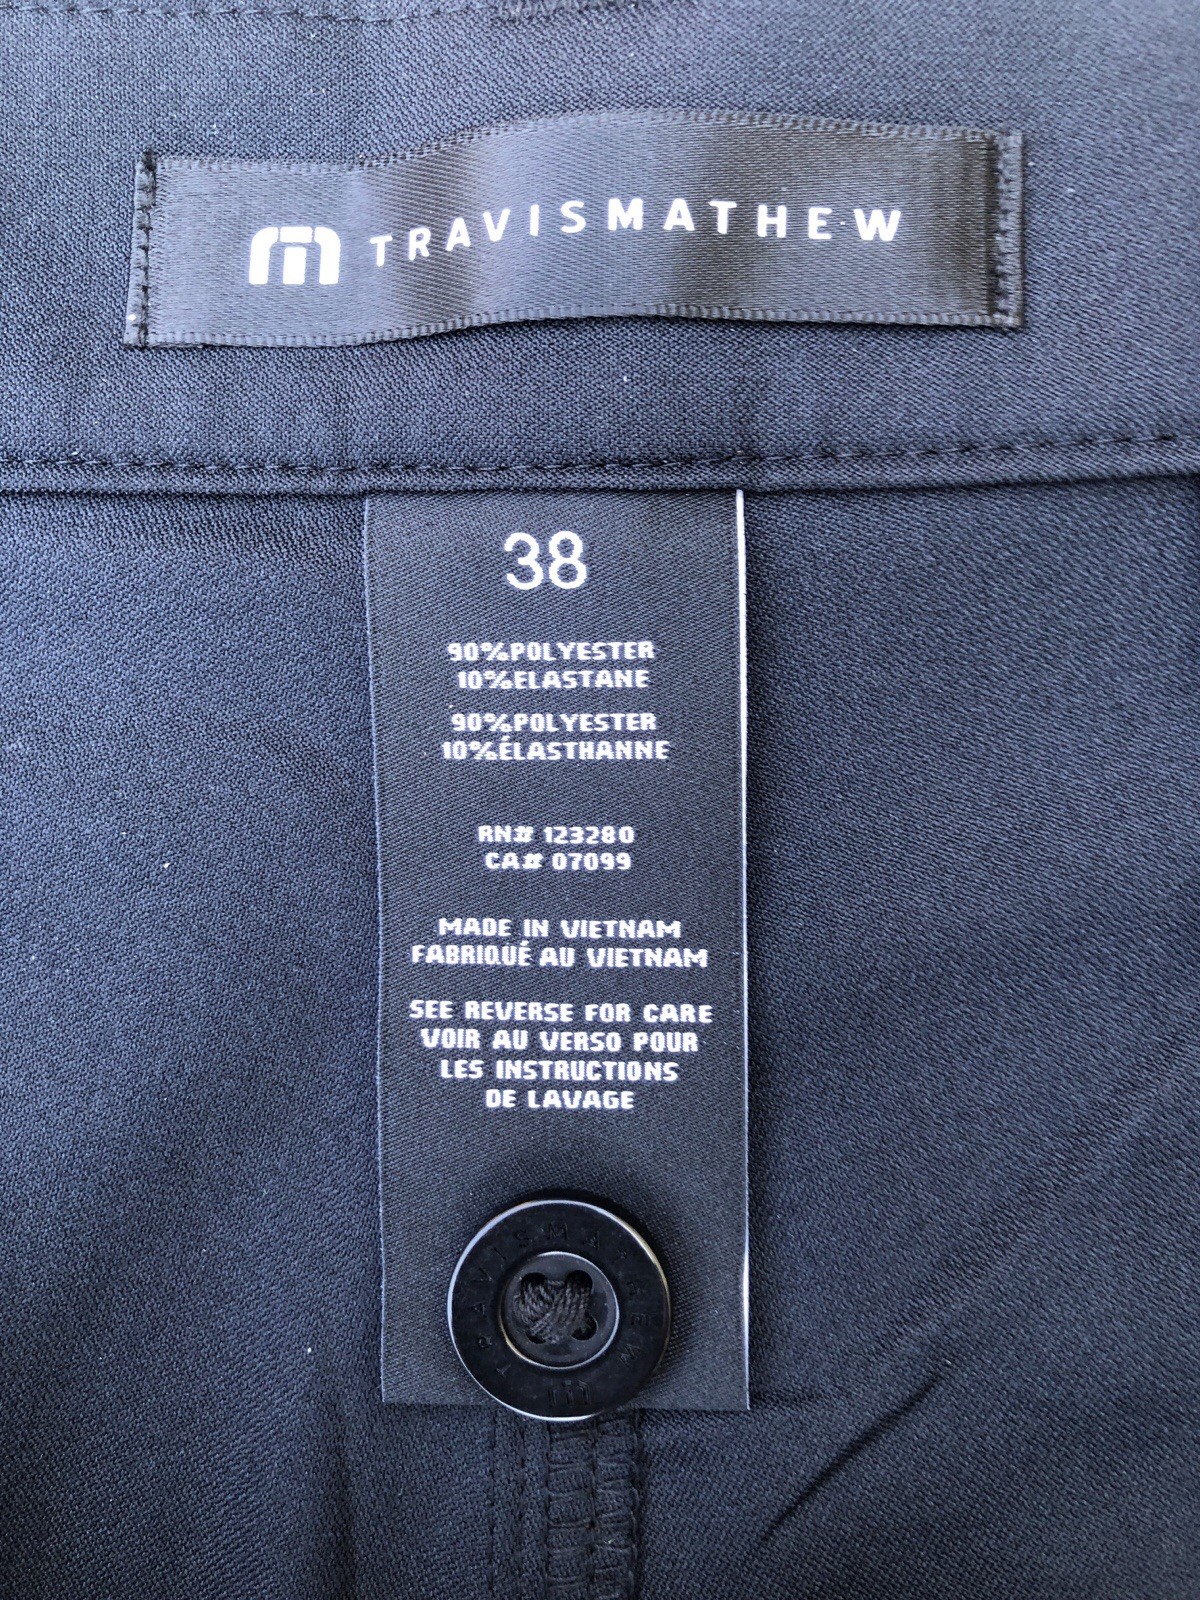 TRAVISMATHEW
38
90%POLYESTER
10%ELASTANE
90%POLYESTER
10%ÉLASTHANNE
RN# 123280
CA# 07099
MADE IN VIETNAM
FABRIQUÉ AU VIETNAM
SEE REVERSE FOR CARE
VOIR AU VERSO POUR
LES INSTRUCTIONS
DE LAVAGE
TRAVISMATHEW